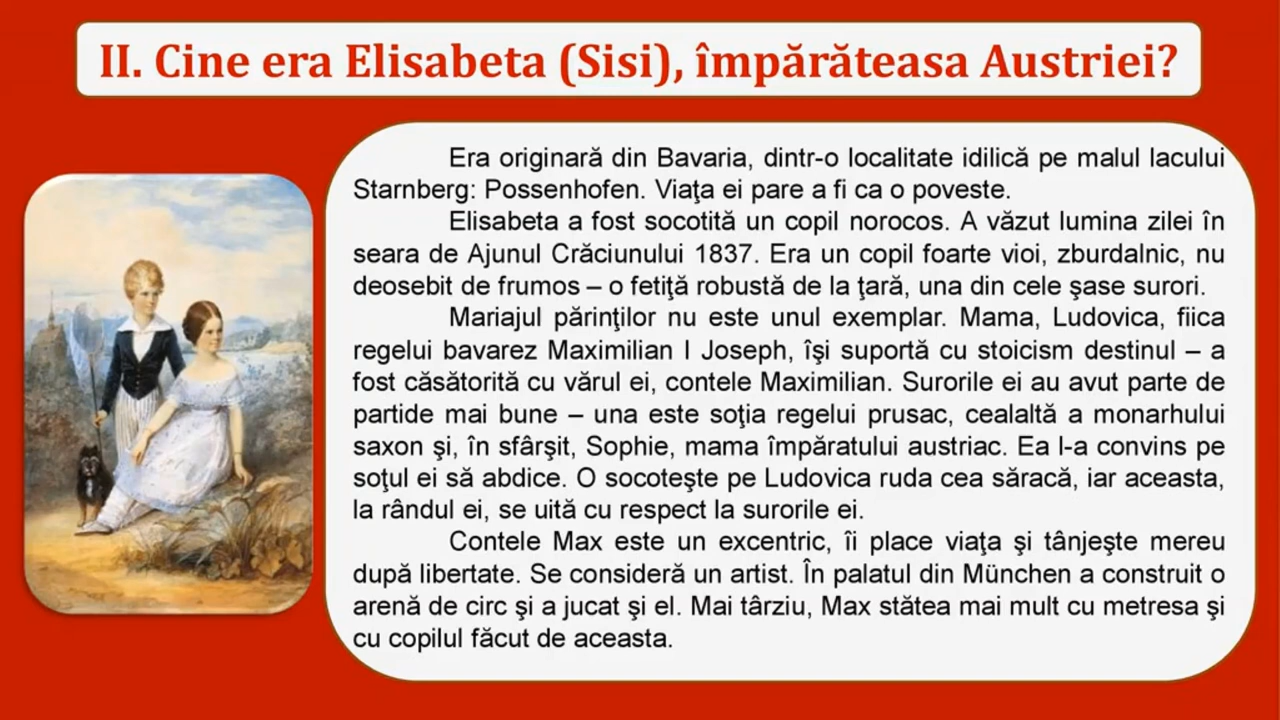 II. Cine era Elisabeta (Sisi), împărăteasa Austriei?
Era originară din Bavaria, dintr-o localitate idilică pe malul lacului
Starnberg: Possenhofen. Viaţa ei pare a fi ca o poveste.
Elisabeta a fost socotită un copil norocos. A văzut lumina zilei în
seara de Ajunul Crăciunului 1837. Era un copil foarte vioi, zburdalnic, nu
deosebit de frumos – o fetiţă robustă de la ţară, una din cele şase surori.
Mariajul părinţilor nu este unul exemplar. Mama, Ludovica, fiica
regelui bavarez Maximilian I Joseph, îşi suportă cu stoicism destinul – a
fost căsătorită cu vărul ei, contele Maximilian. Surorile ei au avut parte de
partide mai bune – una este soţia regelui prusac, cealaltă a monarhului
saxon şi, în sfârşit, Sophie, mama împăratului austriac. Ea l-a convins pe
soţul ei să abdice. O socoteşte pe Ludovica ruda cea săracă, iar aceasta,
la rândul ei, se uită cu respect la surorile ei.
Contele Max este un excentric, îi place viaţa şi tânjeşte mereu
după libertate. Se consideră un artist. În palatul din München a construit o
arenă de circ şi a jucat şi el. Mai târziu, Max stătea mai mult cu metresa şi
cu copilul făcut de aceasta.